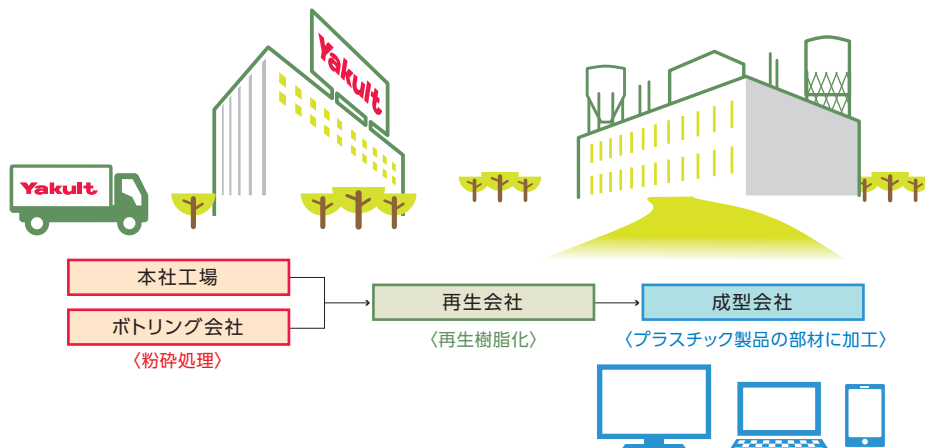 Yakult
Yakult
本社工場
ボトリング会社
〈粉砕処理〉
再生会社
〈再生樹脂化〉
成型会社
〈プラスチック製品の部材に加工〉